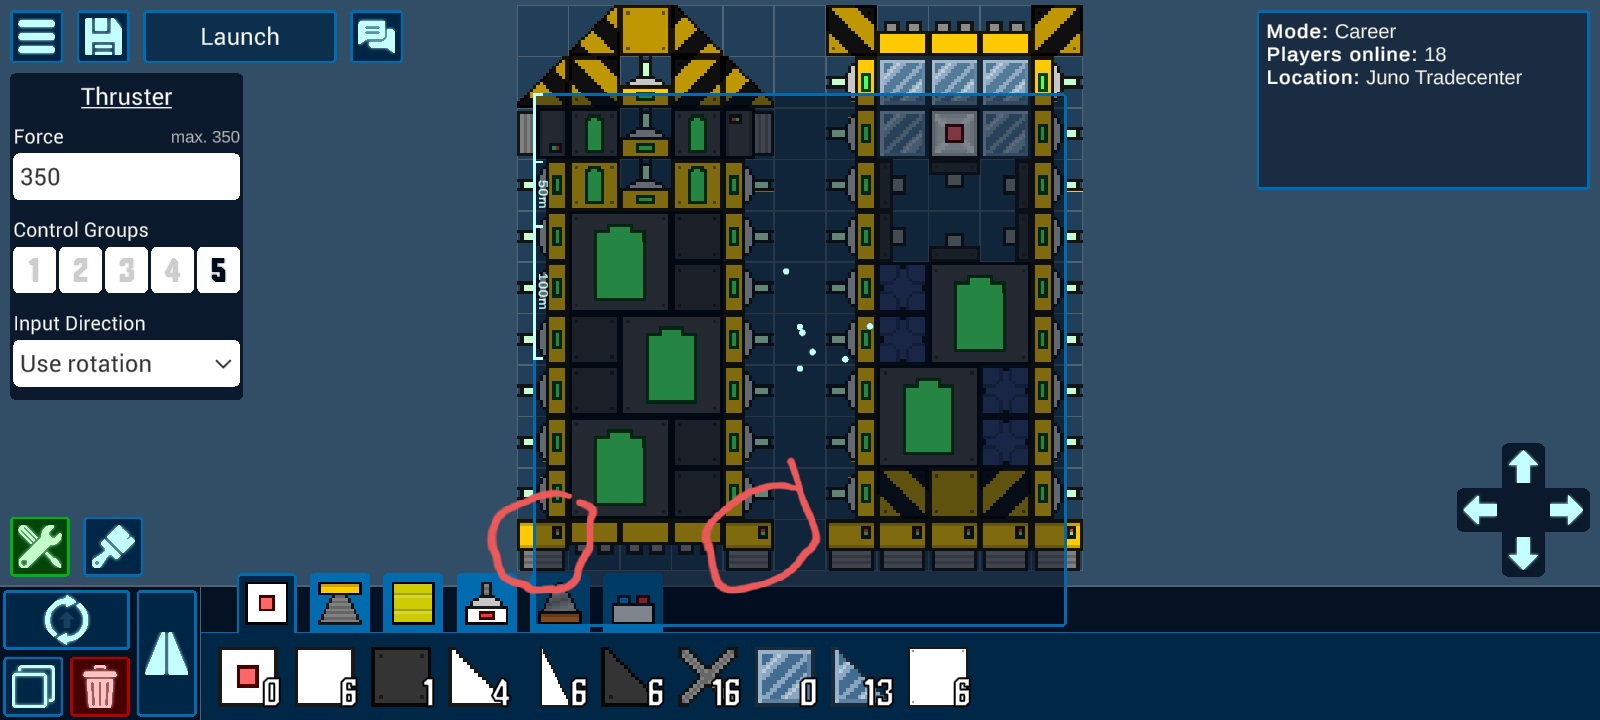 Launch
Mode: Career
Players online: 18
Location: Juno Tradecenter
Thruster
Force max. 350
350
Control Groups
1 2 3 4 5
Input Direction
Use rotation
50m
100m
0 6 1 4 6 6 16 0 13 6